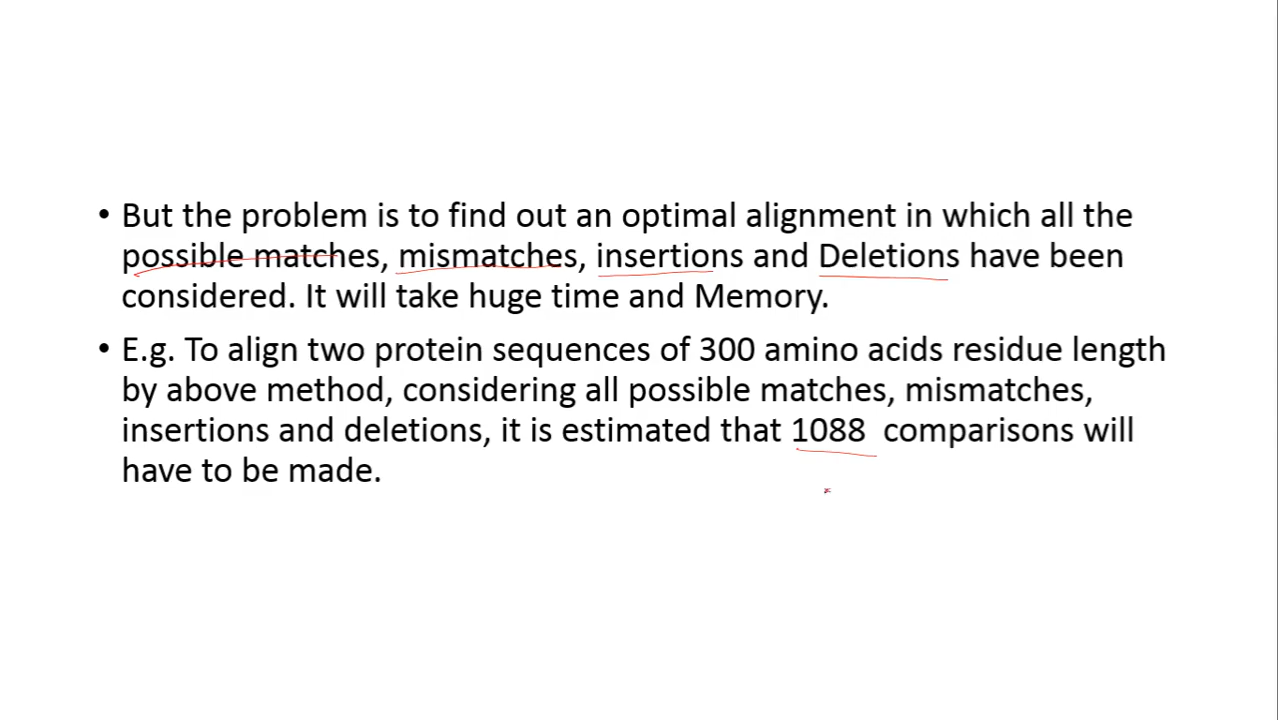 • But the problem is to find out an optimal alignment in which all the
possible matches, mismatches, insertions and Deletions have been
considered. It will take huge time and Memory.
• E.g. To align two protein sequences of 300 amino acids residue length
by above method, considering all possible matches, mismatches,
insertions and deletions, it is estimated that 1088 comparisons will
have to be made.